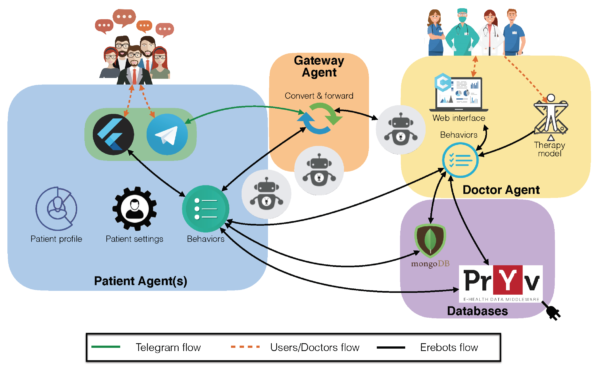 Gateway
Agent
Convert & forward
Web interface
Behaviors
Therapy
model
Doctor Agent
Patient profile
Patient settings
Behaviors
Patient Agent(s)
mongoDB
PrYv
E-HEALTH DATA MIDDLEWARE
Databases
Telegram flow
Users/Doctors flow
Erebots flow